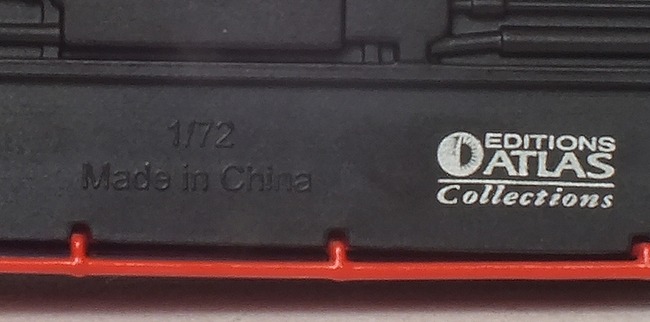 1/72
Made in China
EDITIONS
ATLAS
Collections